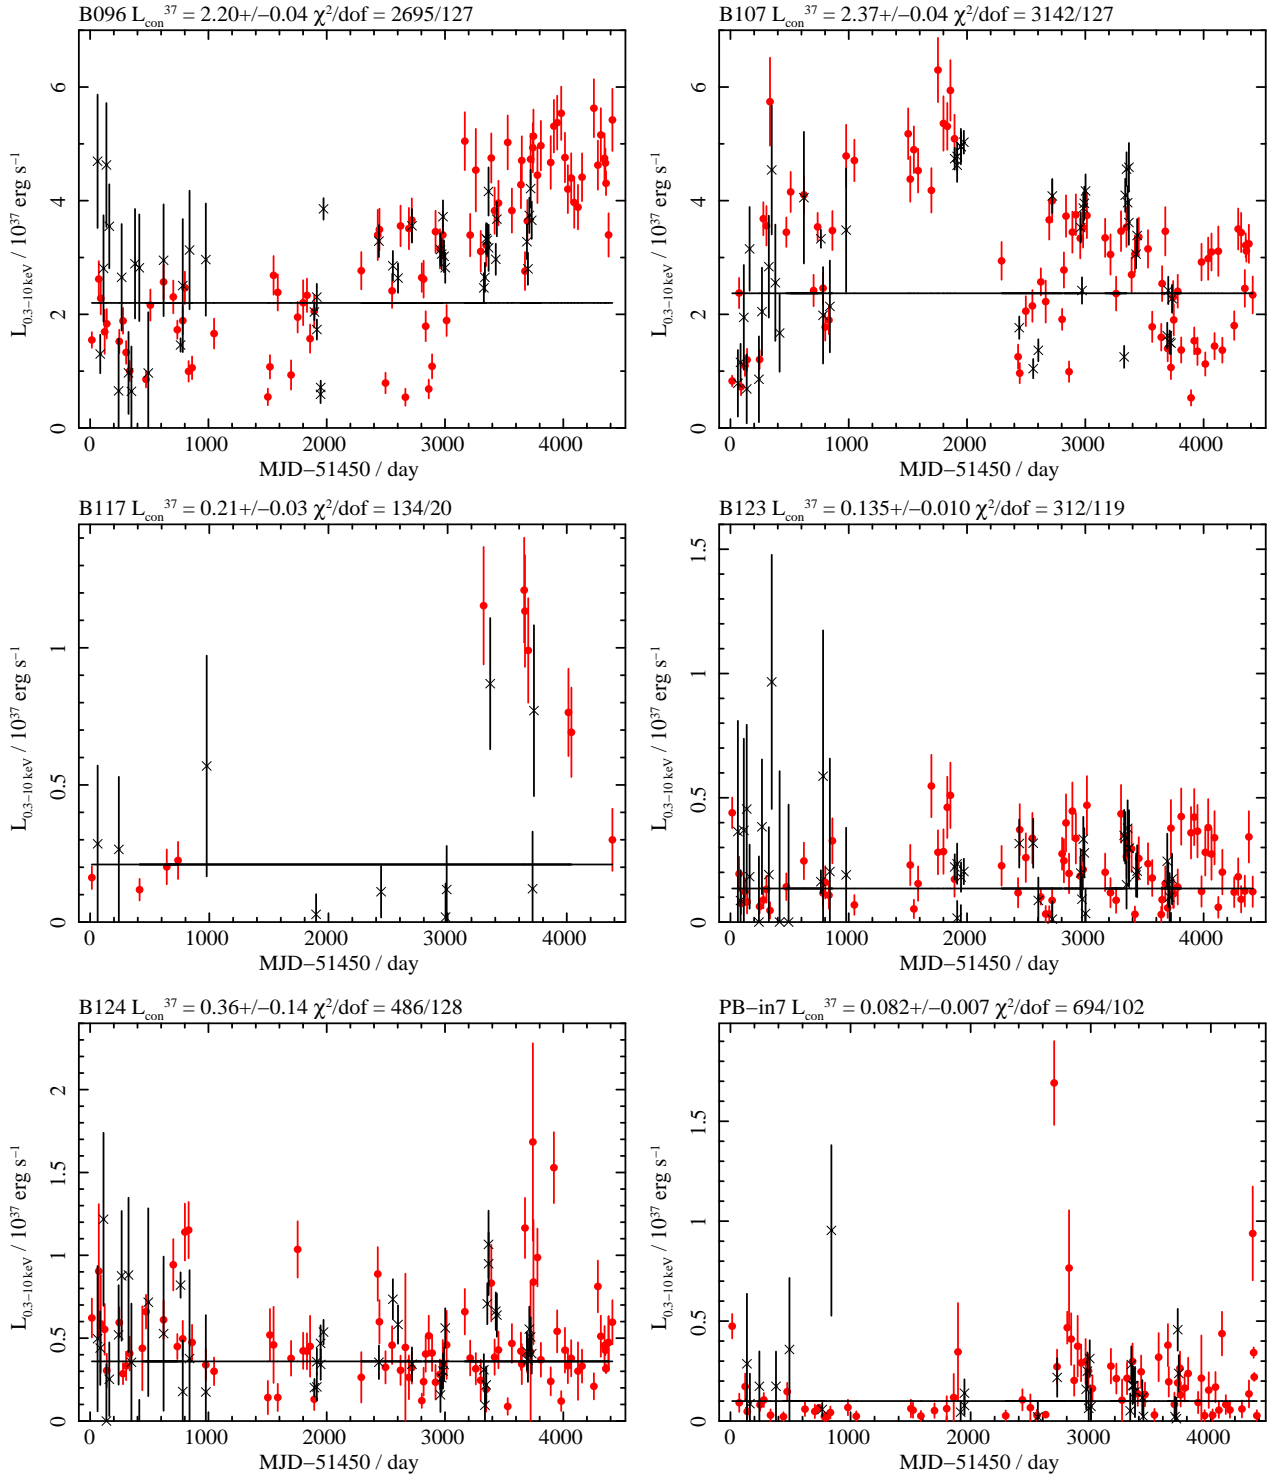 B096 L_con^37 = 2.20+/−0.04 χ²/dof = 2695/127
L_0.3−10 keV / 10^37 erg s^−1
0 2 4 6
0 1000 2000 3000 4000
MJD−51450 / day
B107 L_con^37 = 2.37+/−0.04 χ²/dof = 3142/127
L_0.3−10 keV / 10^37 erg s^−1
0 2 4 6
0 1000 2000 3000 4000
MJD−51450 / day
B117 L_con^37 = 0.21+/−0.03 χ²/dof = 134/20
L_0.3−10 keV / 10^37 erg s^−1
0 0.5 1
0 1000 2000 3000 4000
MJD−51450 / day
B123 L_con^37 = 0.135+/−0.010 χ²/dof = 312/119
L_0.3−10 keV / 10^37 erg s^−1
0 0.5 1 1.5
0 1000 2000 3000 4000
MJD−51450 / day
B124 L_con^37 = 0.36+/−0.14 χ²/dof = 486/128
L_0.3−10 keV / 10^37 erg s^−1
0 0.5 1 1.5 2
0 1000 2000 3000 4000
MJD−51450 / day
PB−in7 L_con^37 = 0.082+/−0.007 χ²/dof = 694/102
L_0.3−10 keV / 10^37 erg s^−1
0 0.5 1 1.5
0 1000 2000 3000 4000
MJD−51450 / day